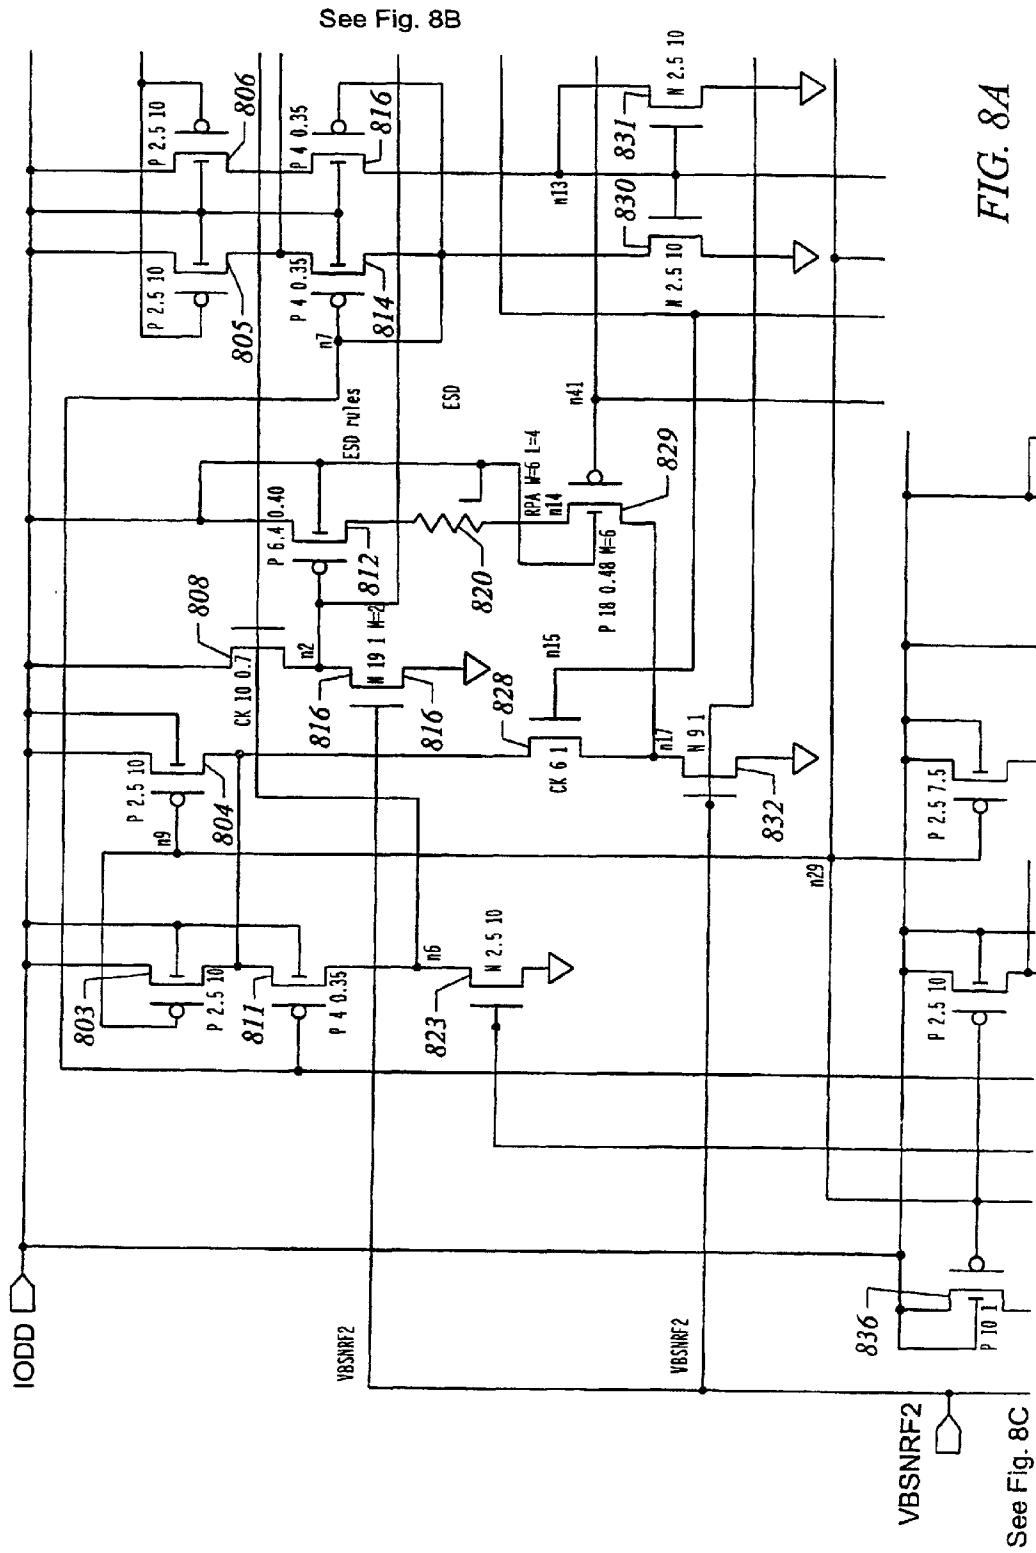 See Fig. 8B
IODD
P 2.5 10
803
P 2.5 10
804
n9
811
P 4 0.35
n6
823
N 2.5 10
808
CK 10 0.7
n2
816
N 19 1 M=2
816
P 6.4 0.40
812
ESD rules
ESD
820
RPA W=6 L=4
n14
829
P 18 0.48 M=6
n41
n15
828
CK 6 1
n17
N 9 1
832
P 2.5 10
805
P 2.5 10
806
n7
P 4 0.35
814
P 4 0.35
816
n13
830
N 2.5 10
831
N 2.5 10
n29
P 2.5 7.5
P 2.5 10
836
P 10 1
VBSNRF2
VBSNRF2
VBSNRF2
See Fig. 8C
FIG. 8A